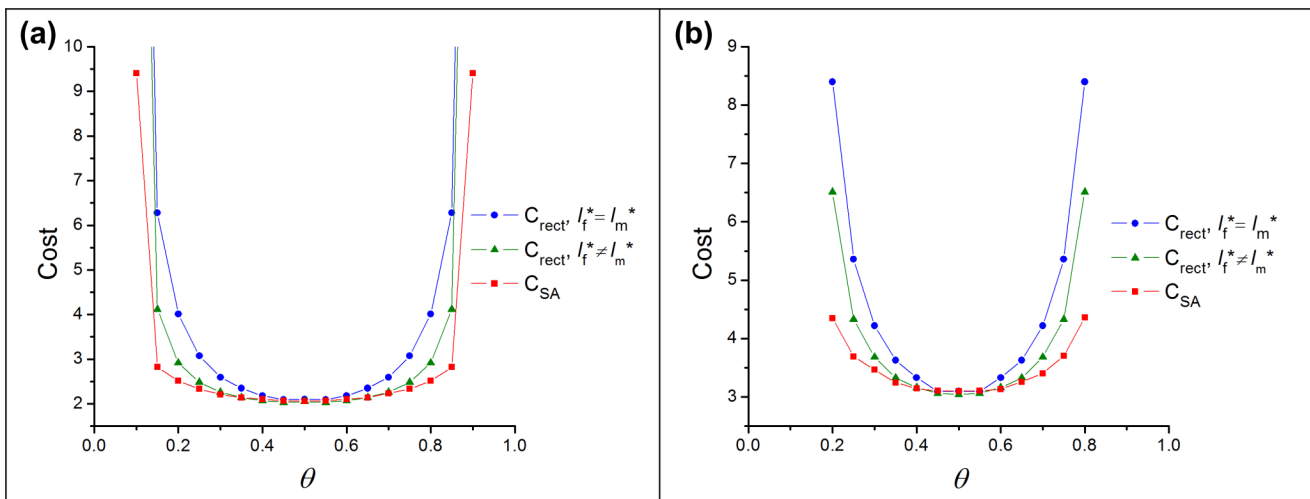 (a)
10
9
8
7
6
5
4
3
2
Cost
0.0 0.2 0.4 0.6 0.8 1.0
θ
C_rect, l_f* = l_m*
C_rect, l_f* ≠ l_m*
C_SA
(b)
9
8
7
6
5
4
3
Cost
0.0 0.2 0.4 0.6 0.8 1.0
θ
C_rect, l_f* = l_m*
C_rect, l_f* ≠ l_m*
C_SA